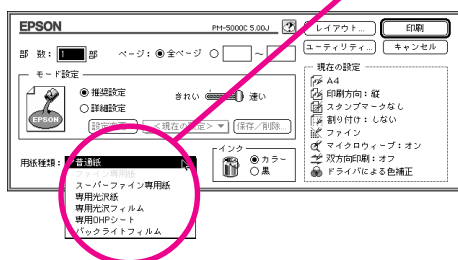 EPSON PM-5000C 5.00J レイアウト... 印刷
部 数: 1 部 ページ: 全ページ ~ ユーティリティ... キャンセル
モード設定
推奨設定
詳細設定
きれい 速い
<現在の設定> 保存/削除...
EPSON
用紙種類: 普通紙
ファイン専用紙
スーパーファイン専用紙
専用光沢紙
専用光沢フィルム
専用OHPシート
バックライトフィルム
インク
カラー
黒
現在の設定
A4
印刷方向: 縦
スタンプマークなし
割り付け: しない
ファイン
マイクロウィーブ: オン
双方向印刷: オフ
ドライバによる色補正